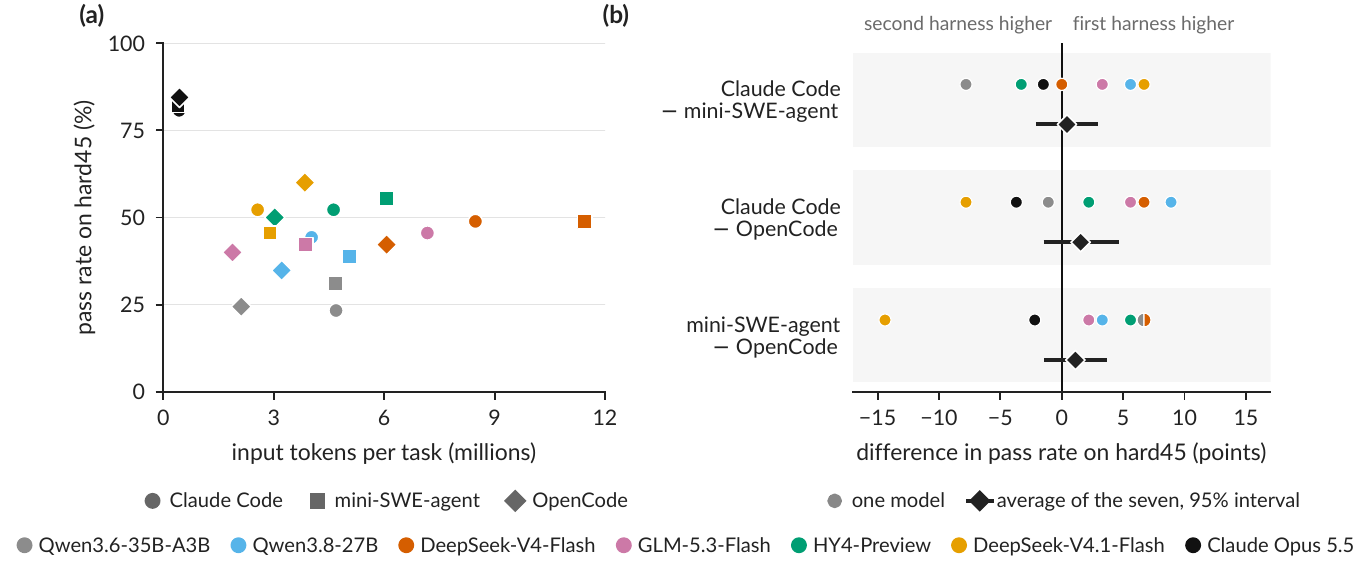 (a)
100
75
50
25
0
pass rate on hard45 (%)
0 3 6 9 12
input tokens per task (millions)
Claude Code mini-SWE-agent OpenCode
(b)
second harness higher first harness higher
Claude Code
− mini-SWE-agent
Claude Code
− OpenCode
mini-SWE-agent
− OpenCode
−15 −10 −5 0 5 10 15
difference in pass rate on hard45 (points)
one model average of the seven, 95% interval
Qwen3.6-35B-A3B Qwen3.8-27B DeepSeek-V4-Flash GLM-5.3-Flash HY4-Preview DeepSeek-V4.1-Flash Claude Opus 5.5